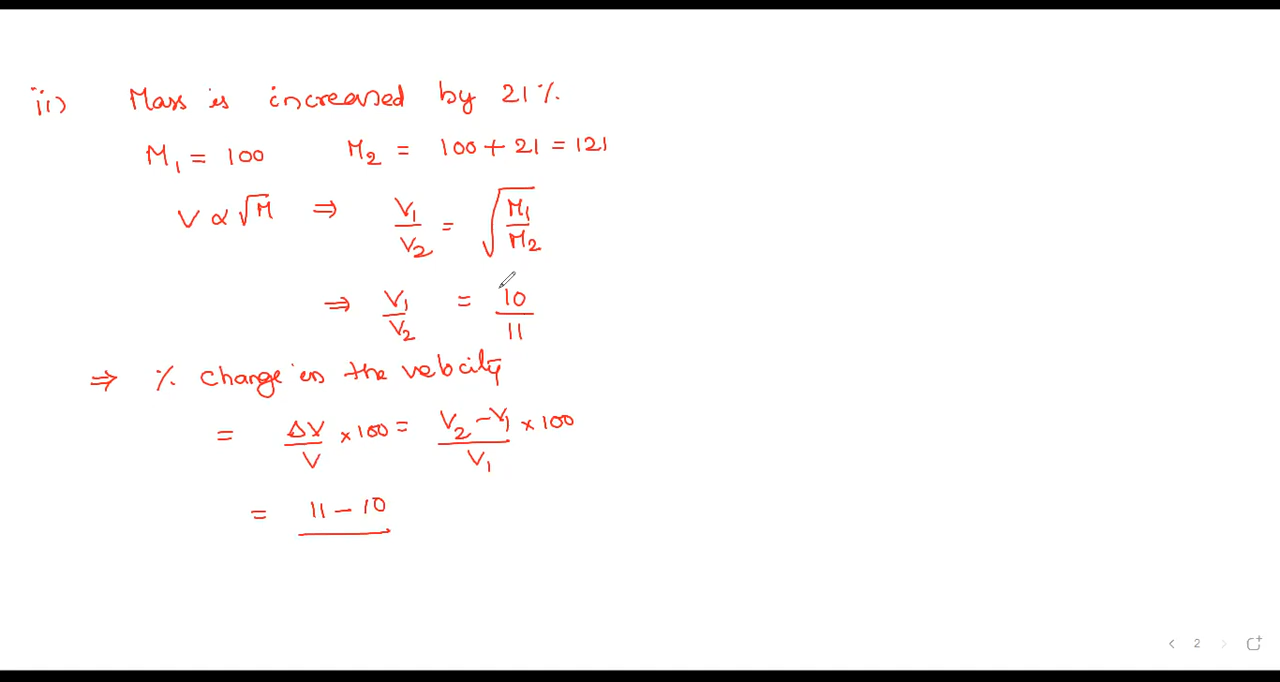 ii) Mass is increased by 21%.
M₁ = 100 M₂ = 100 + 21 = 121
V ∝ √M ⇒ V₁/V₂ = √(M₁/M₂)
⇒ V₁/V₂ = 10/11
⇒ % change in the velocity
= ΔV/V × 100 = (V₂ - V₁)/V₁ × 100
= 11 - 10
2